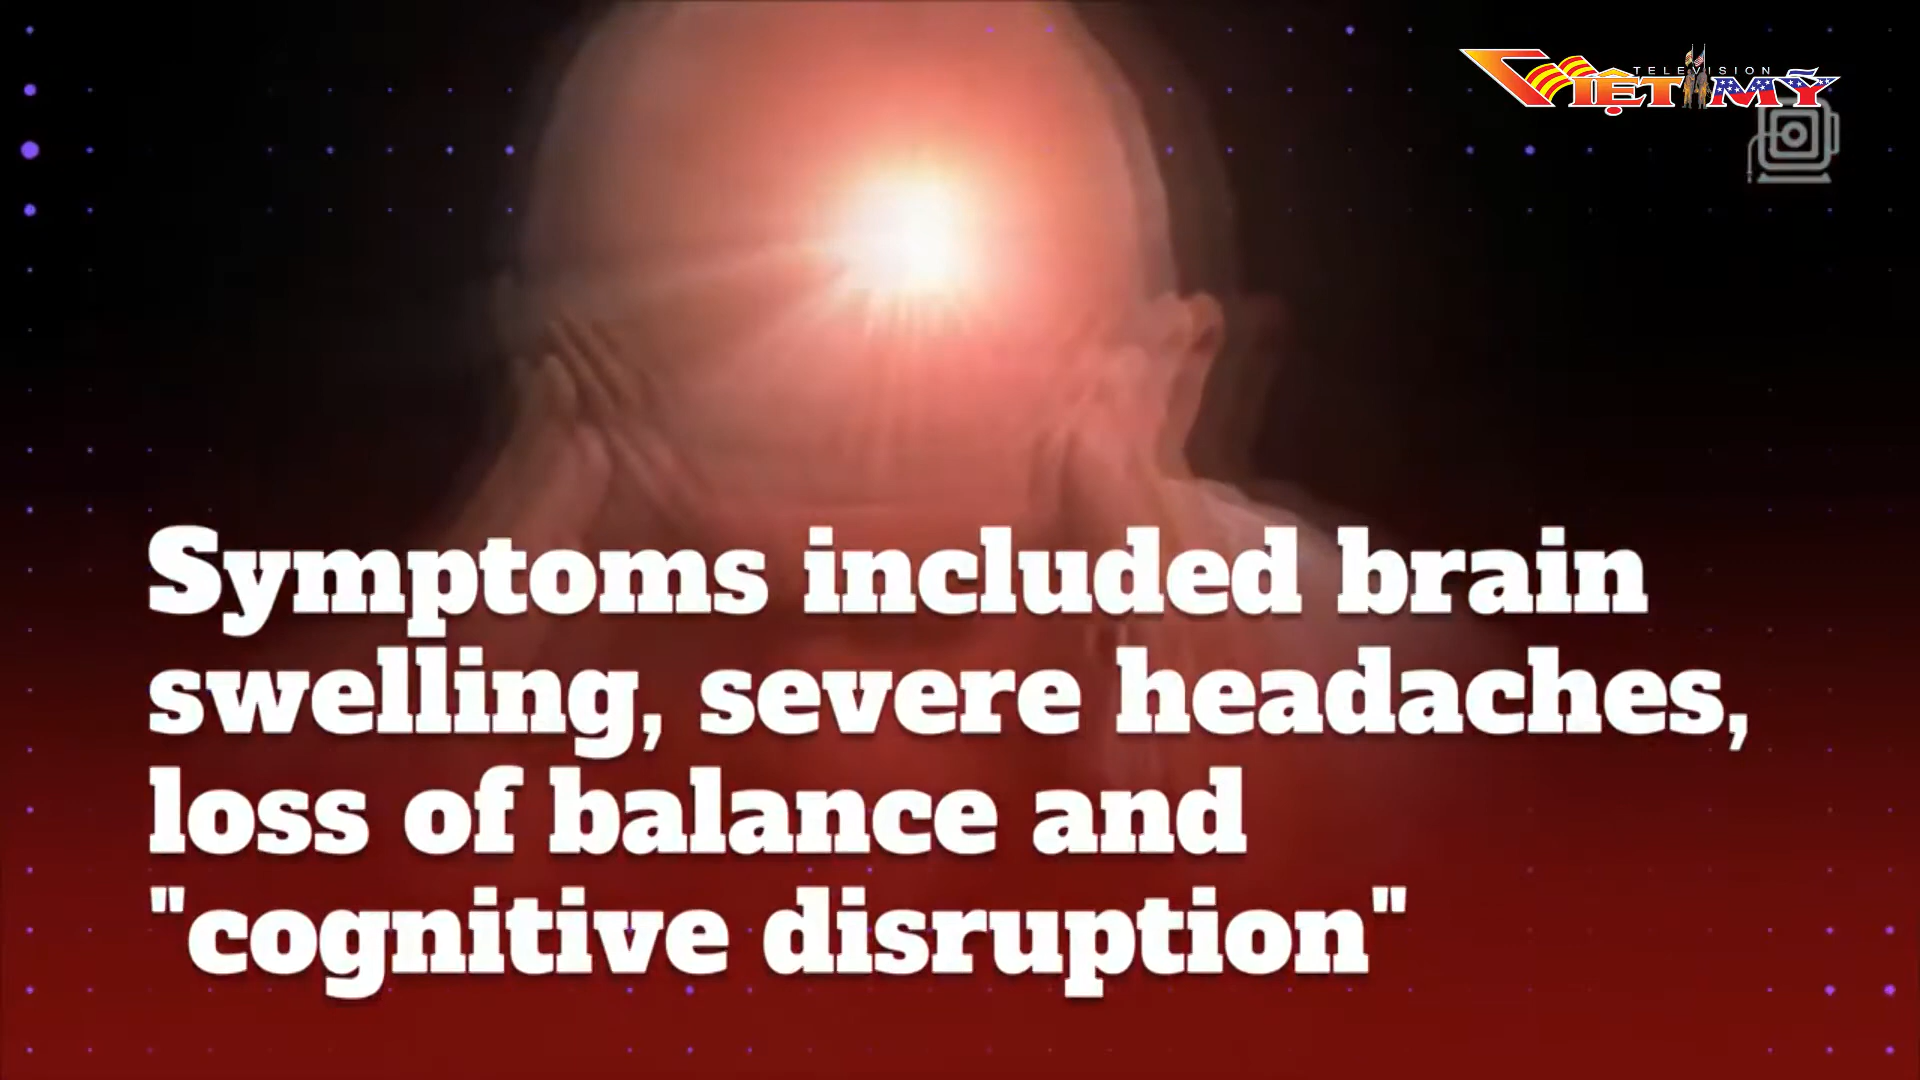 TELEVISION
VIỆT MỸ
Symptoms included brain
swelling, severe headaches,
loss of balance and
"cognitive disruption"